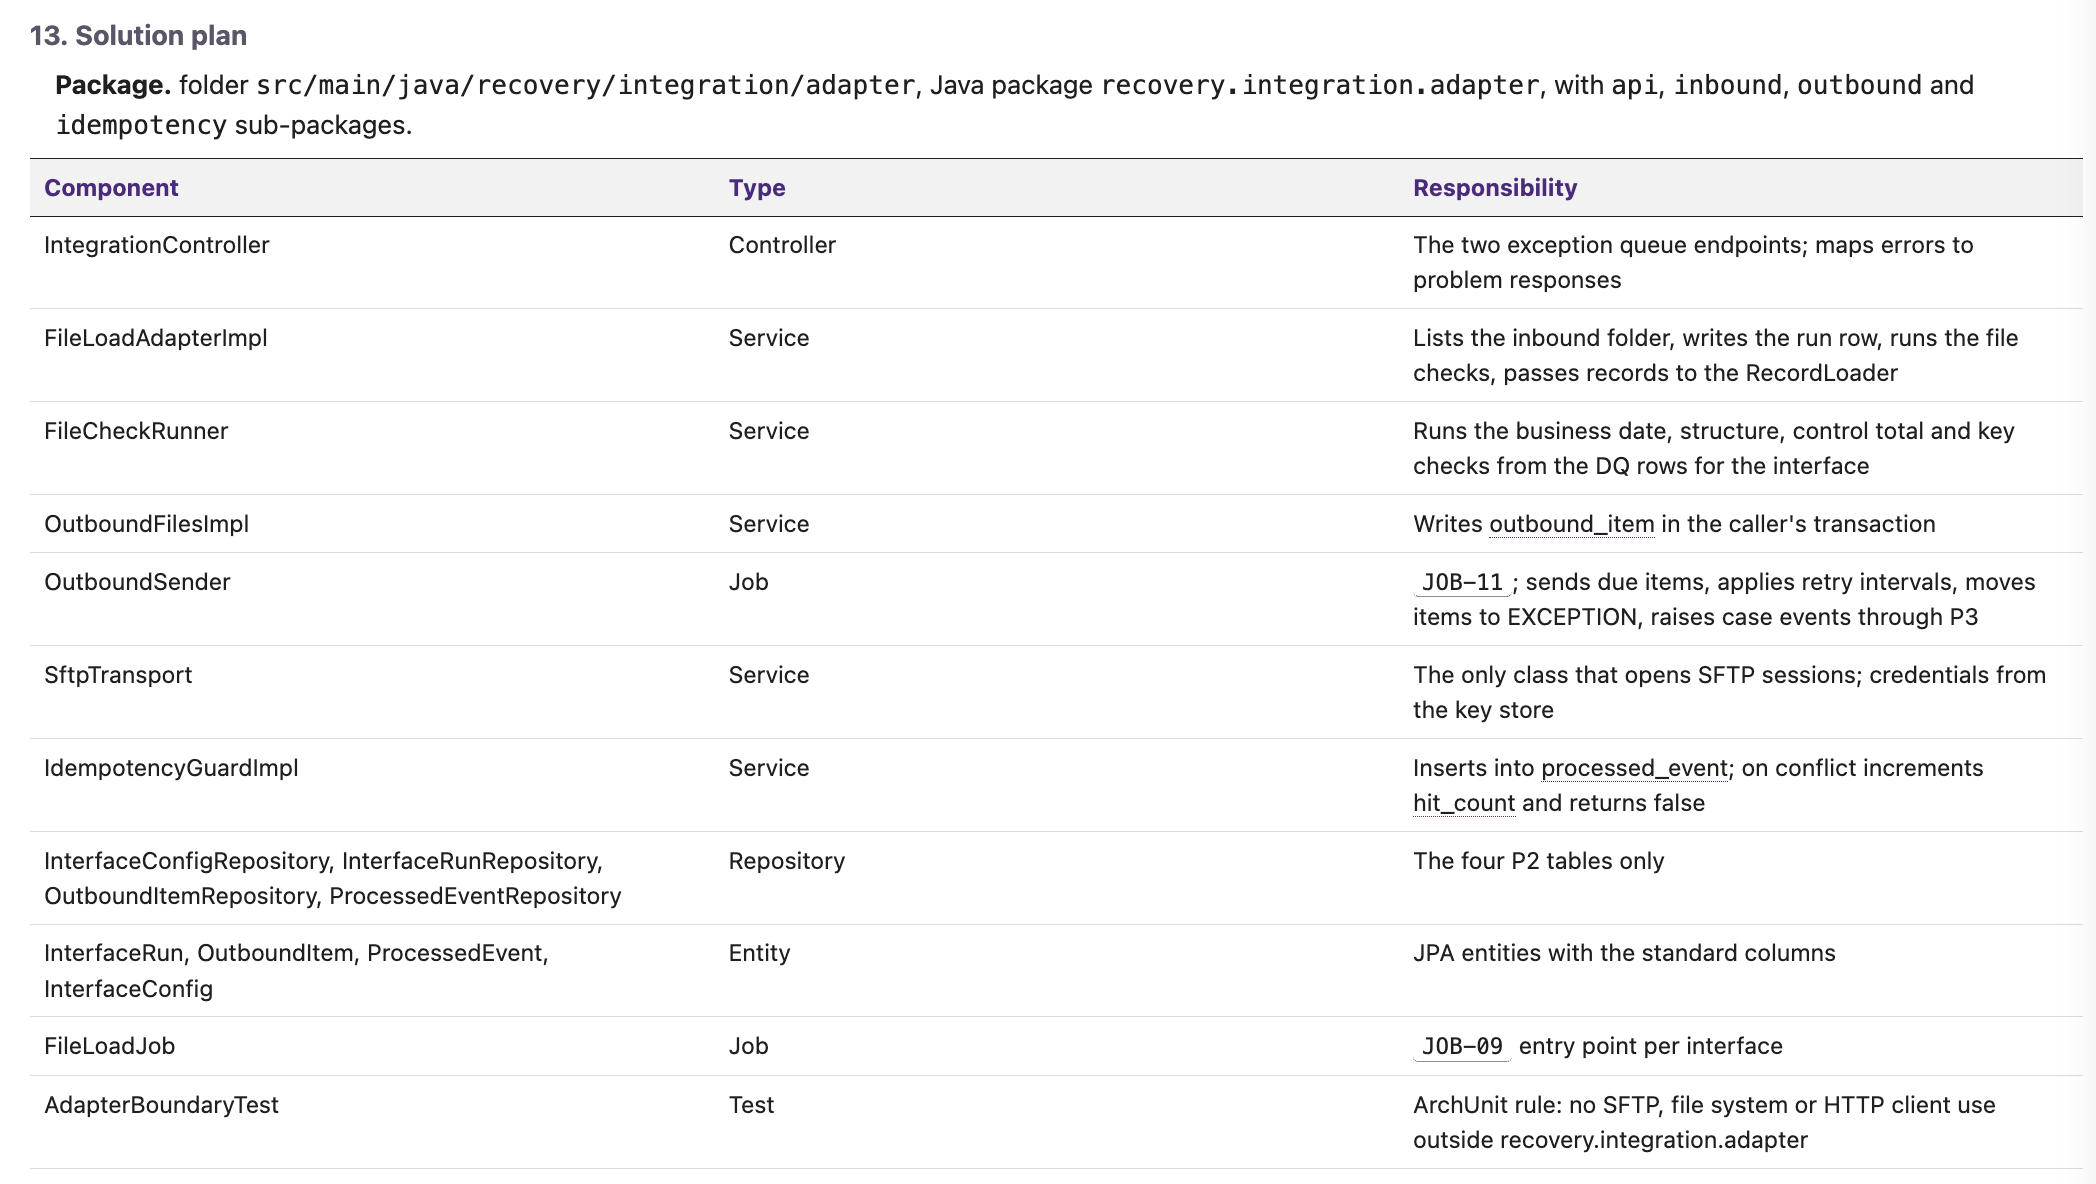 13. Solution plan
Package. folder src/main/java/recovery/integration/adapter, Java package recovery.integration.adapter, with api, inbound, outbound and
idempotency sub-packages.
Component Type Responsibility
IntegrationController Controller The two exception queue endpoints; maps errors to
problem responses
FileLoadAdapterImpl Service Lists the inbound folder, writes the run row, runs the file
checks, passes records to the RecordLoader
FileCheckRunner Service Runs the business date, structure, control total and key
checks from the DQ rows for the interface
OutboundFilesImpl Service Writes outbound_item in the caller's transaction
OutboundSender Job JOB-11 ; sends due items, applies retry intervals, moves
items to EXCEPTION, raises case events through P3
SftpTransport Service The only class that opens SFTP sessions; credentials from
the key store
IdempotencyGuardImpl Service Inserts into processed_event; on conflict increments
hit_count and returns false
InterfaceConfigRepository, InterfaceRunRepository, Repository The four P2 tables only
OutboundItemRepository, ProcessedEventRepository
InterfaceRun, OutboundItem, ProcessedEvent, Entity JPA entities with the standard columns
InterfaceConfig
FileLoadJob Job JOB-09 entry point per interface
AdapterBoundaryTest Test ArchUnit rule: no SFTP, file system or HTTP client use
outside recovery.integration.adapter